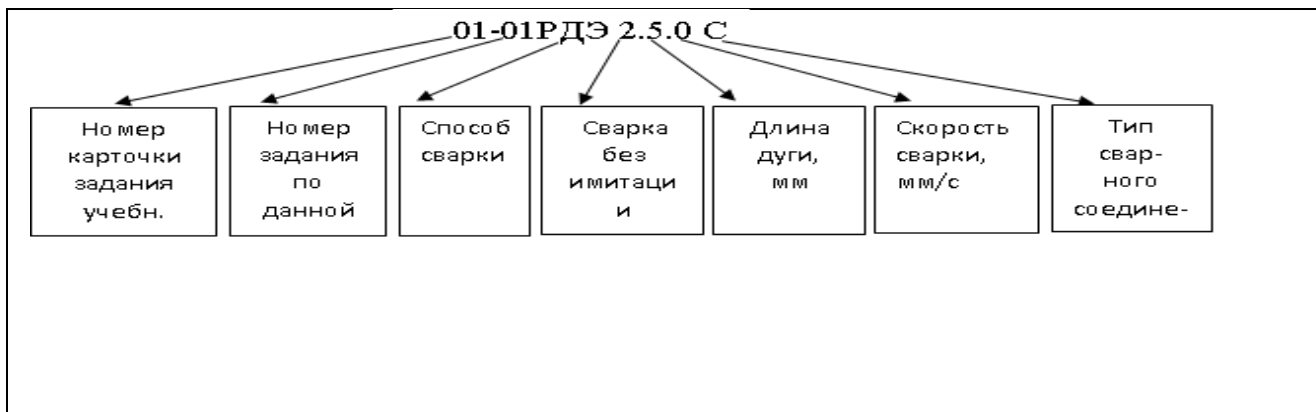 01-01РДЭ 2.5.0 С
Номер
карточки
задания
учебн.
Номер
задания
по
данной
Способ
сварки
Сварка
без
имитаци
и
Длина
дуги,
мм
Скорость
сварки,
мм/с
Тип
свар-
ного
соедине-